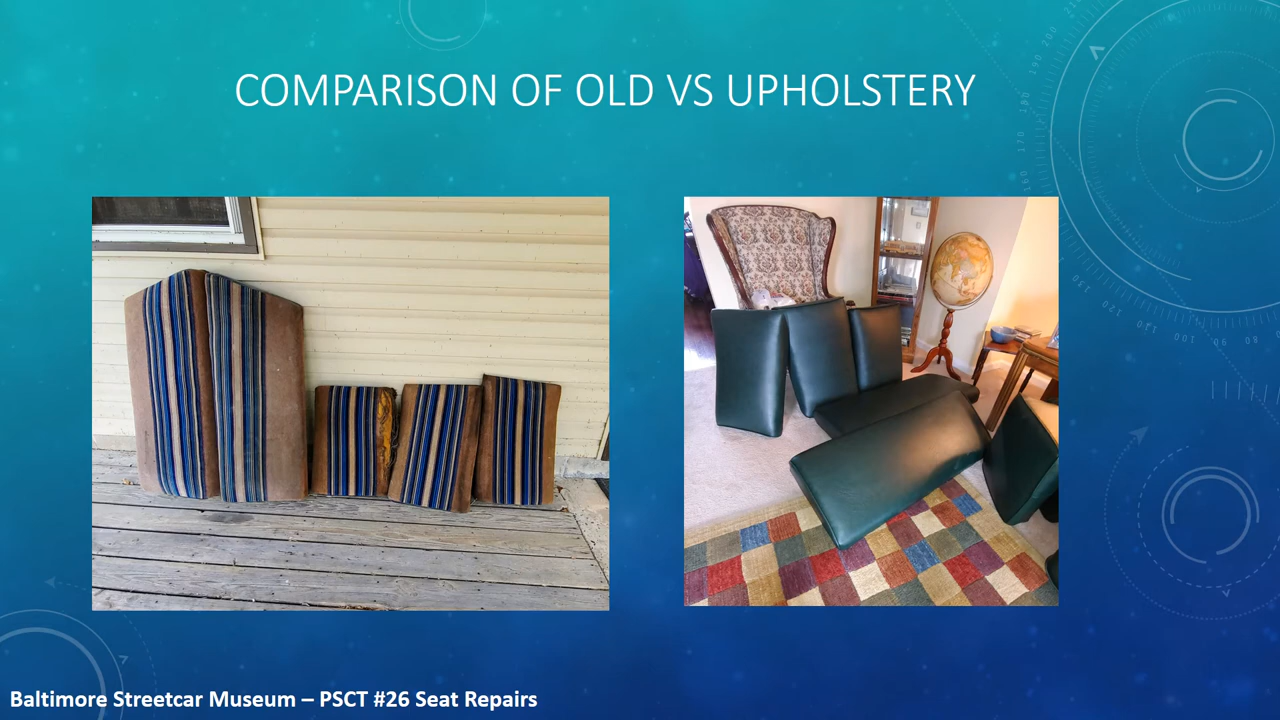 COMPARISON OF OLD VS UPHOLSTERY
Baltimore Streetcar Museum – PSCT #26 Seat Repairs